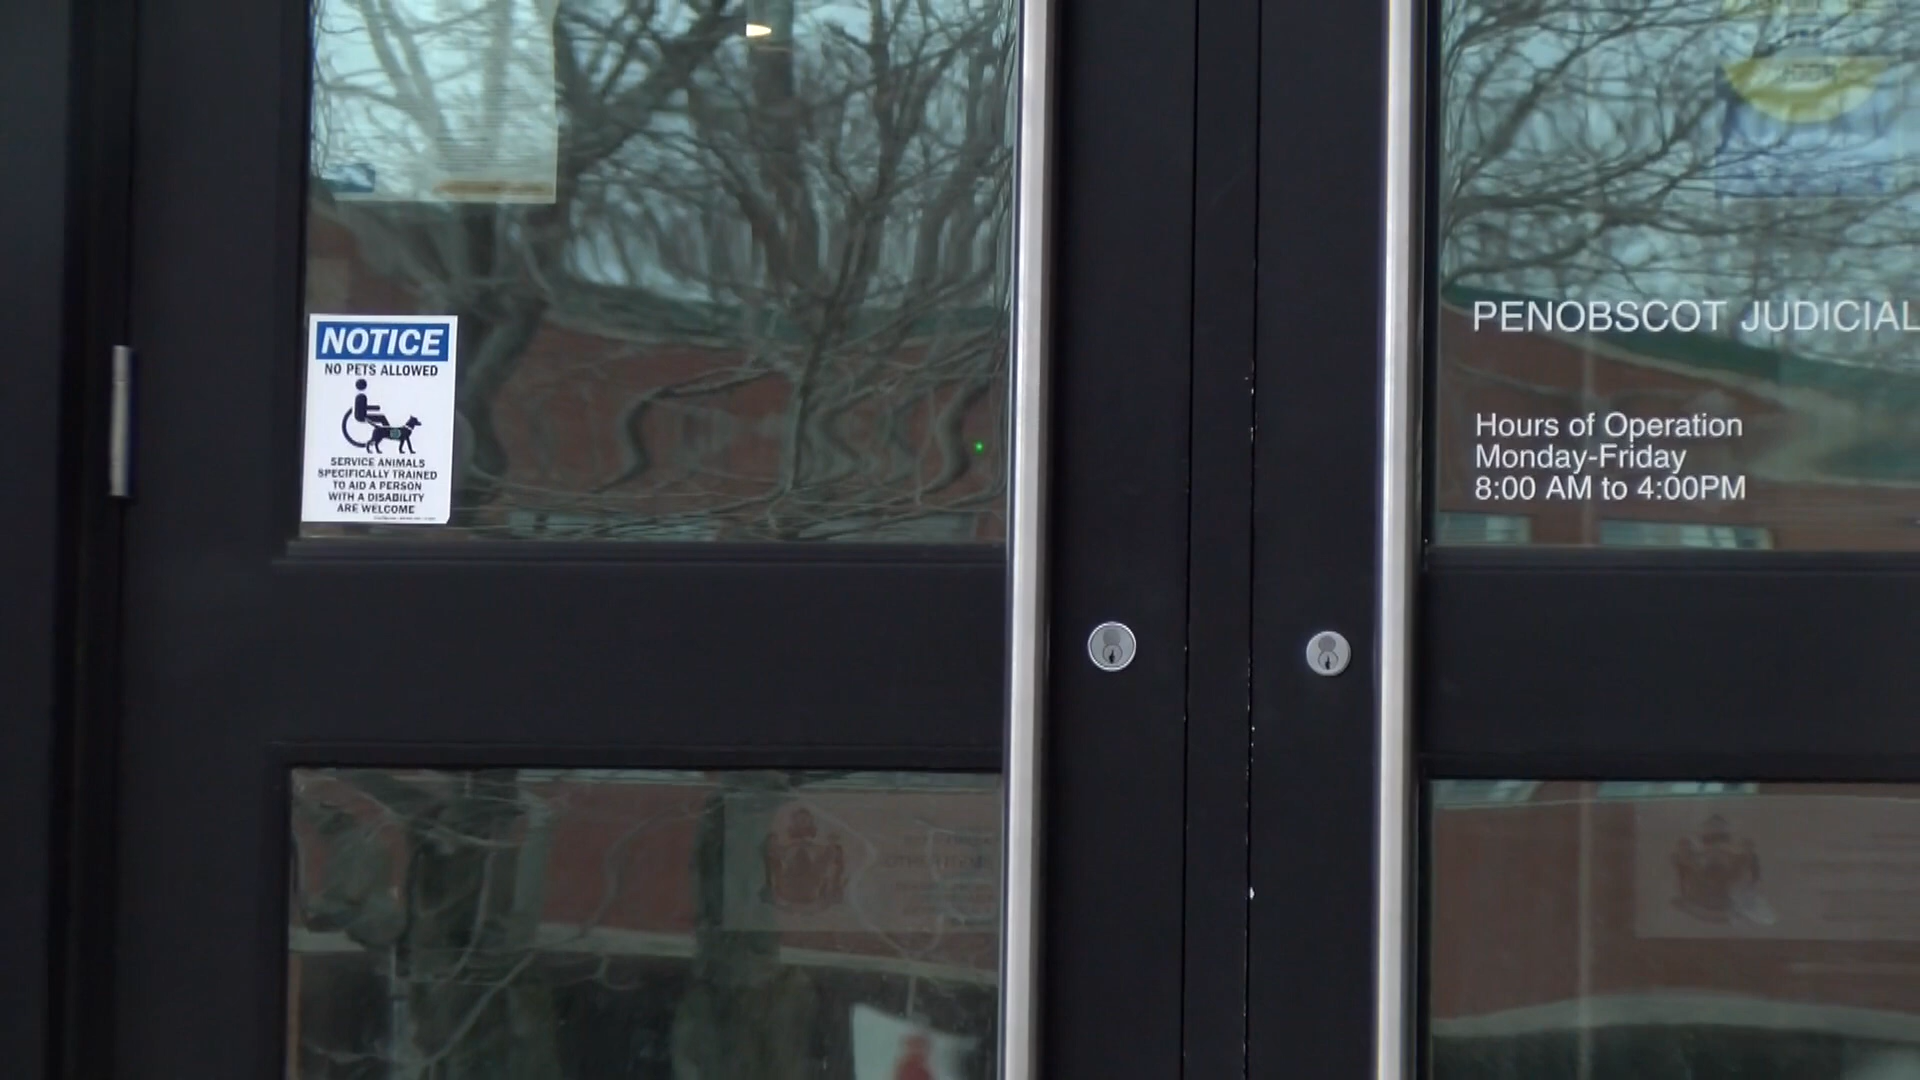 NOTICE
NO PETS ALLOWED
SERVICE ANIMALS
SPECIFICALLY TRAINED
TO AID A PERSON
WITH A DISABILITY
ARE WELCOME
PENOBSCOT JUDICIAL
Hours of Operation
Monday-Friday
8:00 AM to 4:00PM